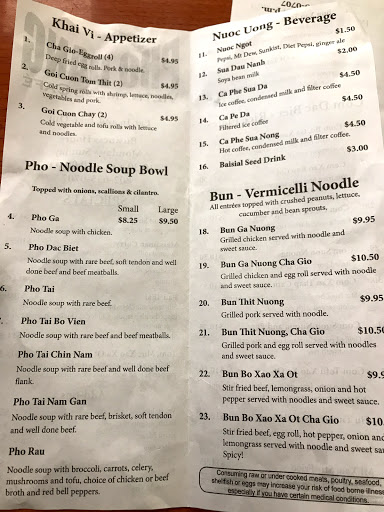 Khai Vi - Appetizer
1. Cha Gio-Eggroll (4) $4.95
Deep fried egg rolls. Pork & noodle.
2. Goi Cuon Tom Thit (2) $4.95
Cold spring rolls with shrimp, lettuce, noodles,
vegetables and pork.
3. Goi Cuon Chay (2) $4.95
Cold vegetable and tofu rolls with lettuce
and noodles.
Pho - Noodle Soup Bowl
Topped with onions, scallions & cilantro.
Small Large
4. Pho Ga $8.25 $9.50
Noodle soup with chicken.
5. Pho Dac Biet
Noodle soup with rare beef, soft tendon and well
done beef and beef meatballs.
6. Pho Tai
Noodle soup with rare beef.
Pho Tai Bo Vien
Noodle soup with rare beef and beef meatballs.
Pho Tai Chin Nam
Noodle soup with rare beef and well done beef
flank.
Pho Tai Nam Gan
Noodle soup with rare beef, brisket, soft tendon
and well done beef.
Pho Rau
Noodle soup with broccoli, carrots, celery,
mushrooms and tofu, choice of chicken or beef
broth and red bell peppers.
Nuoc Uong - Beverage
11. Nuoc Ngot $1.50
Pepsi, Mt Dew, Sunkist, Diet Pepsi, ginger ale
12. Sua Dau Nanh $2.00
Soya bean milk
13. Ca Phe Sua Da $4.50
Ice coffee, condensed milk and filter coffee
14. Ca Pe Da $4.50
Filtered ice coffee
15. Ca Phe Sua Nong $4.50
Hot coffee, condensed milk and filter coffee.
16. Baisial Seed Drink $3.00
Bun - Vermicelli Noodle
All entrées topped with crushed peanuts, lettuce,
cucumber and bean sprouts,
18. Bun Ga Nuong $9.95
Grilled chicken served with noodle and
sweet sauce.
19. Bun Ga Nuong Cha Gio $10.50
Grilled chicken and egg roll served with noodle
and sweet sauce.
20. Bun Thit Nuong $9.95
Grilled pork served with noodle.
21. Bun Thit Nuong, Cha Gio $10.50
Grilled pork and egg roll served with noodles
and sweet sauce.
22. Bun Bo Xao Xa Ot $9.9
Stir fried beef, lemongrass, onion and hot
pepper served with noodles and sweet sauce.
23. Bun Bo Xao Xa Ot Cha Gio $10.
Stir fried beef, egg roll, hot pepper, onion and
lemongrass served with noodle and sweet sau
Spicy!
Consuming raw or under cooked meats, poultry, seafood,
shellfish or eggs may increase your risk of food borne illness,
especially if you have certain medical conditions.